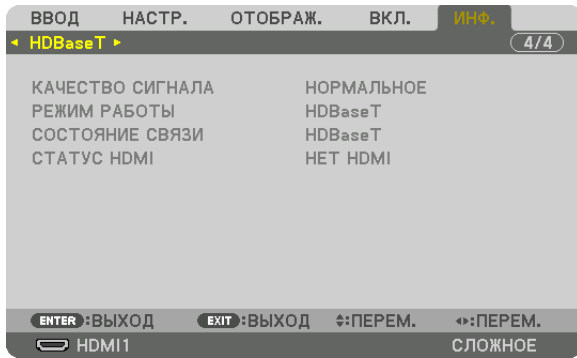 ВВОД НАСТР. ОТОБРАЖ. ВКЛ. ИНФ.
HDBaseT 4/4
КАЧЕСТВО СИГНАЛА НОРМАЛЬНОЕ
РЕЖИМ РАБОТЫ HDBaseT
СОСТОЯНИЕ СВЯЗИ HDBaseT
СТАТУС HDMI НЕТ HDMI
ENTER :ВЫХОД EXIT :ВЫХОД :ПЕРЕМ. :ПЕРЕМ.
HDMI1 СЛОЖНОЕ